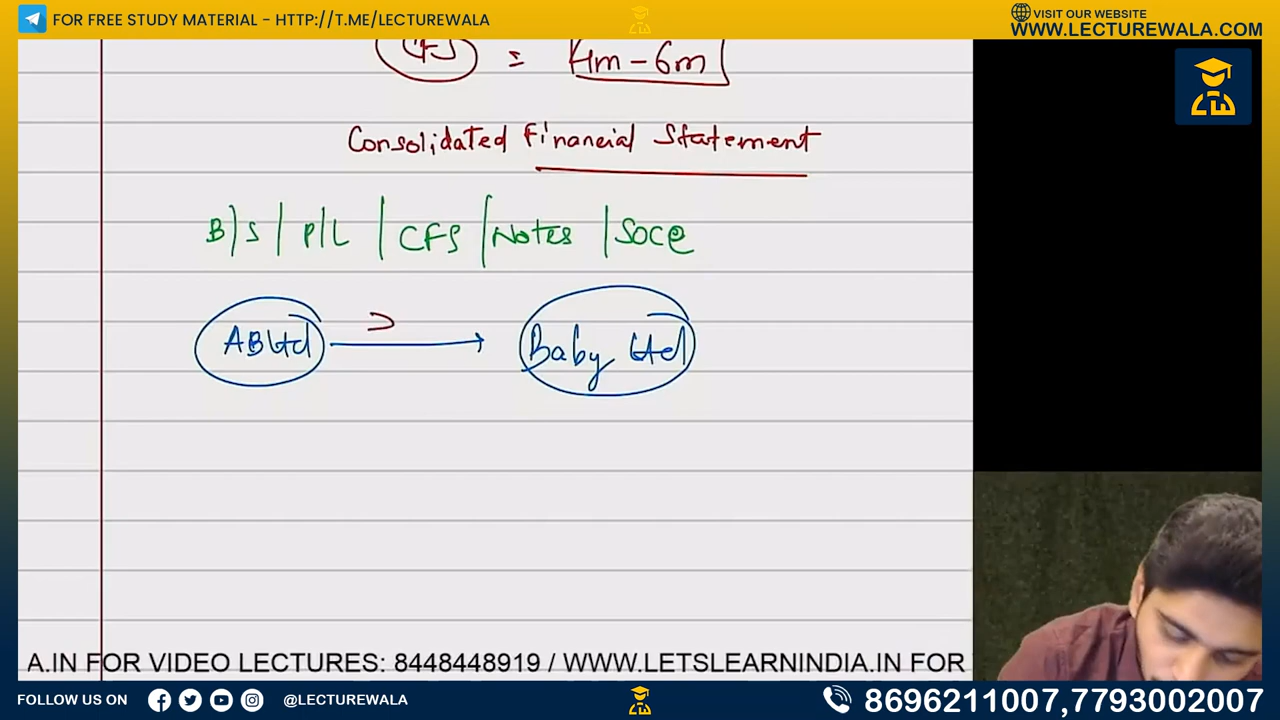 FOR FREE STUDY MATERIAL - HTTP://T.ME/LECTUREWALA
VISIT OUR WEBSITE
WWW.LECTUREWALA.COM
CFS = 4m - 6m
Consolidated Financial Statement
B/S | P/L | CFS | Notes | SOCE
AB Ltd → Baby Ltd
A.IN FOR VIDEO LECTURES: 8448448919 / WWW.LETSLEARNINDIA.IN FOR
FOLLOW US ON @LECTUREWALA 8696211007,7793002007